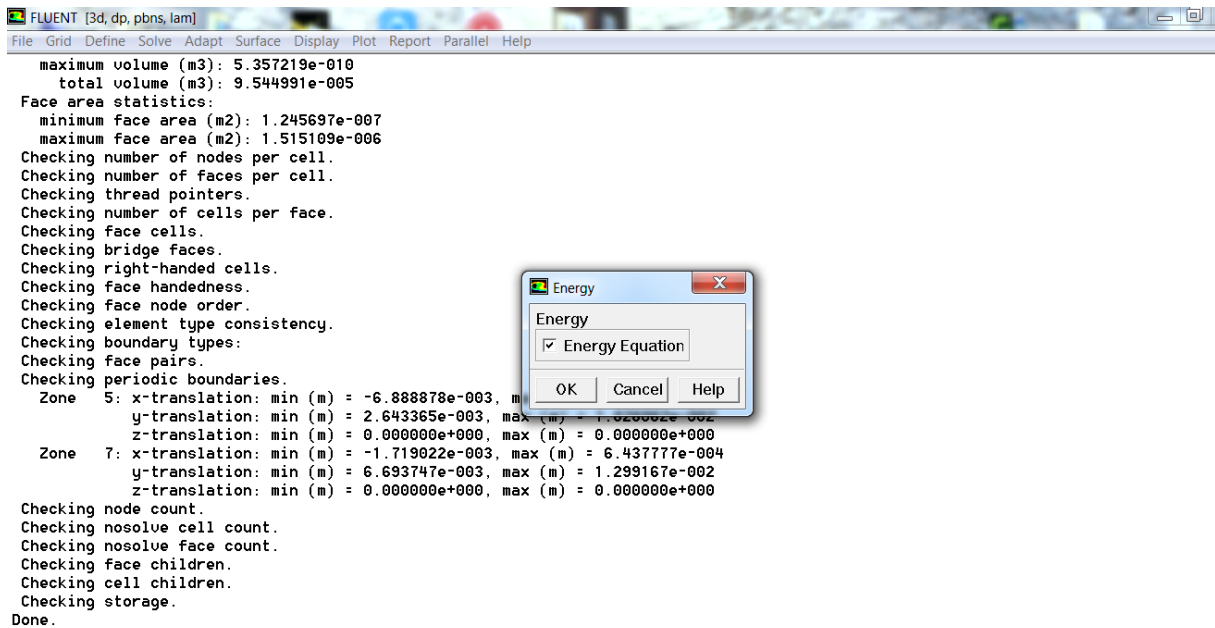 FLUENT [3d, dp, pbns, lam]
File Grid Define Solve Adapt Surface Display Plot Report Parallel Help
maximum volume (m3): 5.357219e-010
total volume (m3): 9.544991e-005
Face area statistics:
minimum face area (m2): 1.245697e-007
maximum face area (m2): 1.515109e-006
Checking number of nodes per cell.
Checking number of faces per cell.
Checking thread pointers.
Checking number of cells per face.
Checking face cells.
Checking bridge faces.
Checking right-handed cells.
Checking face handedness.
Checking face node order.
Checking element type consistency.
Checking boundary types:
Checking face pairs.
Checking periodic boundaries.
Zone 5: x-translation: min (m) = -6.888878e-003,
y-translation: min (m) = 2.643365e-003, max (m) =
z-translation: min (m) = 0.000000e+000, max (m) = 0.000000e+000
Zone 7: x-translation: min (m) = -1.719022e-003, max (m) = 6.437777e-004
y-translation: min (m) = 6.693747e-003, max (m) = 1.299167e-002
z-translation: min (m) = 0.000000e+000, max (m) = 0.000000e+000
Checking node count.
Checking nosolve cell count.
Checking nosolve face count.
Checking face children.
Checking cell children.
Checking storage.
Done.
Energy
Energy
Energy Equation
OK Cancel Help